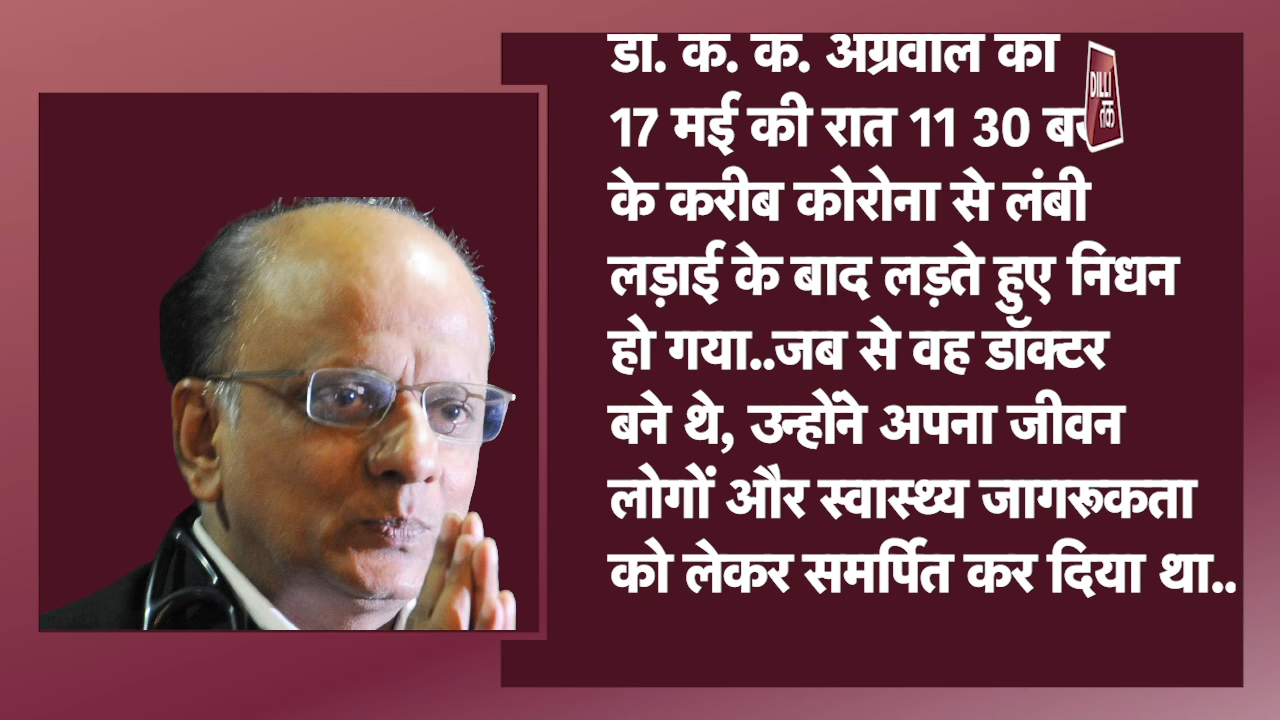 डा. क. क. अग्रवाल का
17 मई की रात 11 30
के करीब कोरोना से लंबी
लड़ाई के बाद लड़ते हुए निधन
हो गया..जब से वह डॉक्टर
बने थे, उन्होंने अपना जीवन
लोगों और स्वास्थ्य जागरूकता
को लेकर समर्पित कर दिया था..
DILLI
तक